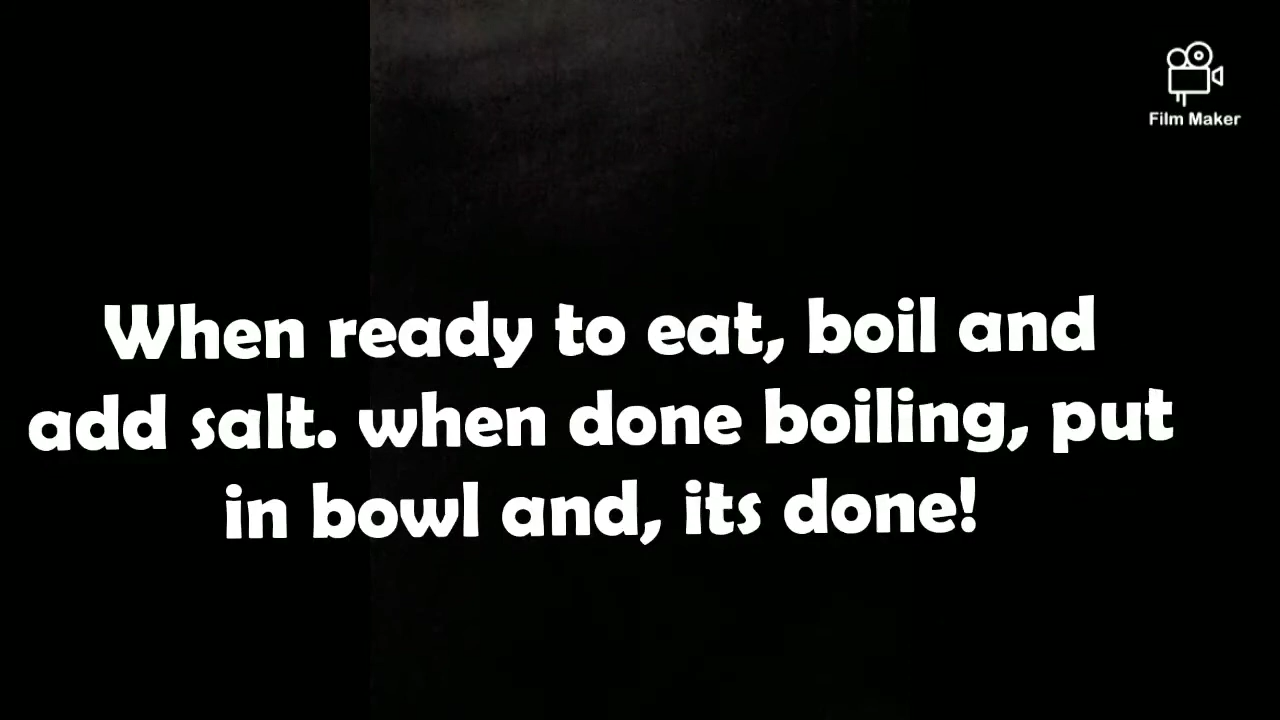 Film Maker
When ready to eat, boil and
add salt. when done boiling, put
in bowl and, its done!